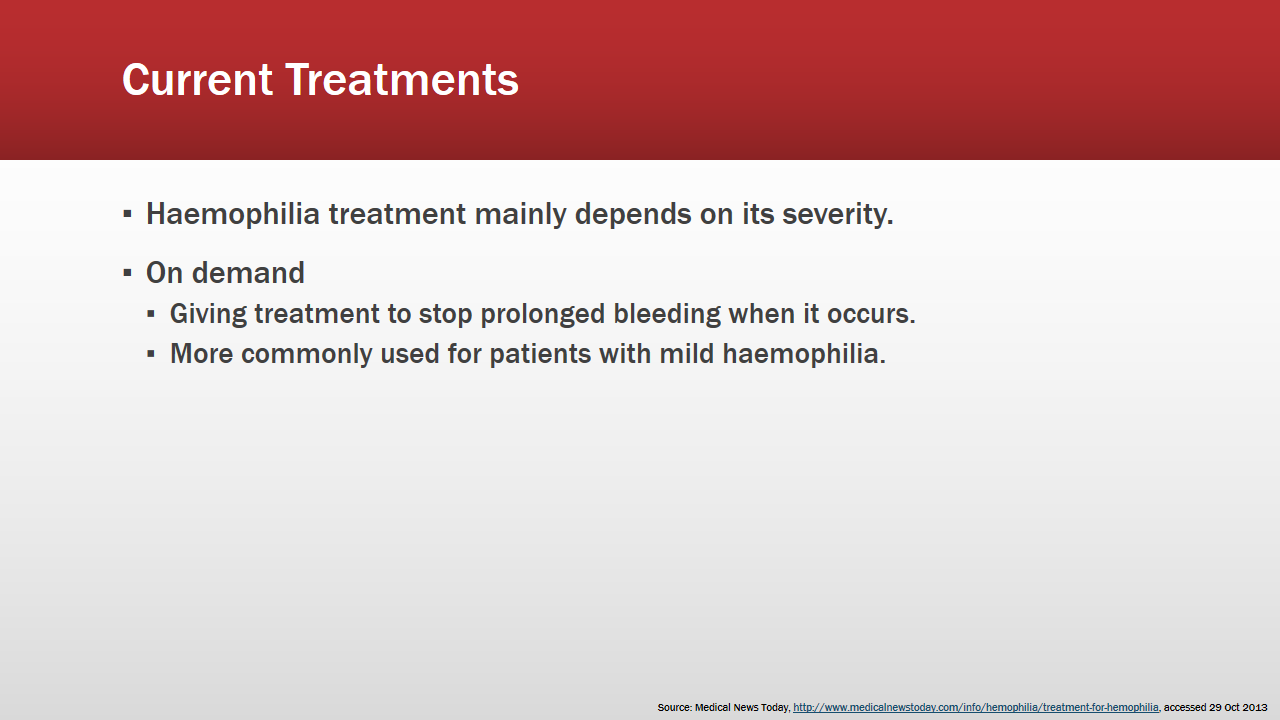 Current Treatments
▪ Haemophilia treatment mainly depends on its severity.
▪ On demand
▪ Giving treatment to stop prolonged bleeding when it occurs.
▪ More commonly used for patients with mild haemophilia.
Source: Medical News Today, http://www.medicalnewstoday.com/info/hemophilia/treatment-for-hemophilia, accessed 29 Oct 2013